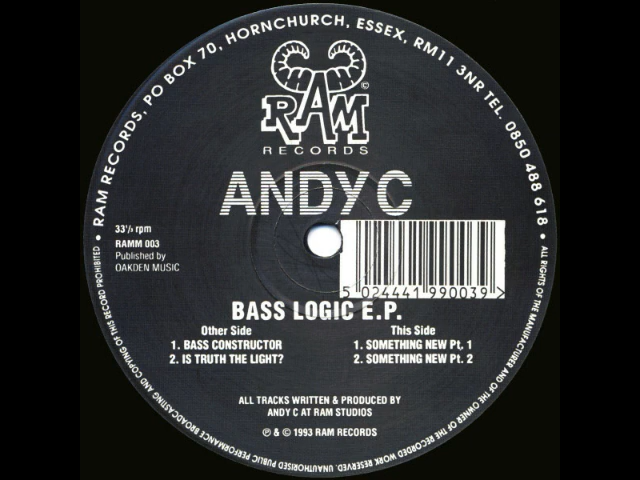 • RAM RECORDS, PO BOX 70, HORNCHURCH, ESSEX, RM11 3NR TEL. 0850 488 618 •
RAM ©
RECORDS
ANDY C
33⅓ rpm
RAMM 003
Published by
OAKDEN MUSIC
5 024441 990039 >
BASS LOGIC E.P.
Other Side
1. BASS CONSTRUCTOR
2. IS TRUTH THE LIGHT?
This Side
1. SOMETHING NEW Pt. 1
2. SOMETHING NEW Pt. 2
ALL TRACKS WRITTEN & PRODUCED BY
ANDY C AT RAM STUDIOS
℗ & © 1993 RAM RECORDS
ALL RIGHTS OF THE MANUFACTURER AND OF THE OWNER OF THE RECORDED WORK RESERVED. UNAUTHORISED PUBLIC PERFORMANCE BROADCASTING AND COPYING OF THIS RECORD PROHIBITED